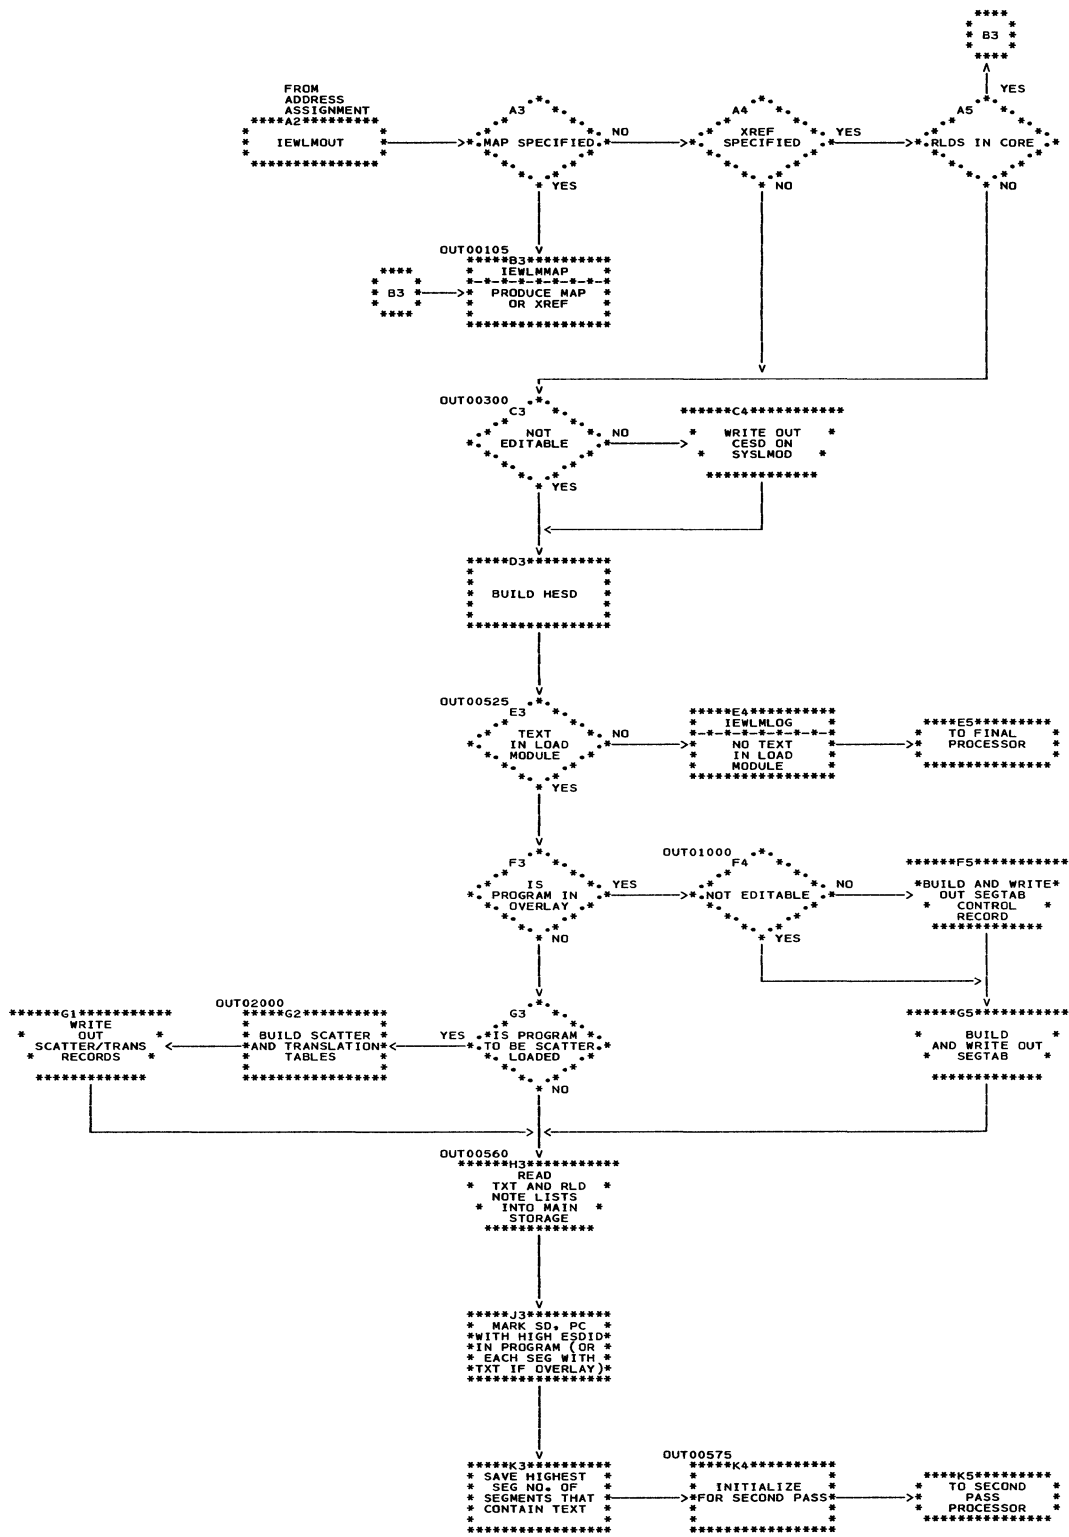 B3
FROM
ADDRESS
ASSIGNMENT
A2
IEWLMOUT
A3
MAP SPECIFIED
NO
YES
A4
XREF
SPECIFIED
YES
NO
YES
A5
RLDS IN CORE
NO
B3
OUT00105
B3
IEWLMMAP
PRODUCE MAP
OR XREF
OUT00300
C3
NOT
EDITABLE
NO
YES
C4
WRITE OUT
CESD ON
SYSLMOD
D3
BUILD HESD
OUT00525
E3
TEXT
IN LOAD
MODULE
NO
YES
E4
IEWLMLOG
NO TEXT
IN LOAD
MODULE
E5
TO FINAL
PROCESSOR
F3
IS
PROGRAM IN
OVERLAY
YES
NO
OUT01000
F4
NOT EDITABLE
NO
YES
F5
BUILD AND WRITE
OUT SEGTAB
CONTROL
RECORD
G1
WRITE
OUT
SCATTER/TRANS
RECORDS
OUT02000
G2
BUILD SCATTER
AND TRANSLATION
TABLES
YES
G3
IS PROGRAM
TO BE SCATTER
LOADED
NO
G5
BUILD
AND WRITE OUT
SEGTAB
OUT00560
H3
READ
TXT AND RLD
NOTE LISTS
INTO MAIN
STORAGE
J3
MARK SD, PC
WITH HIGH ESDID
IN PROGRAM (OR
EACH SEG WITH
TXT IF OVERLAY)
K3
SAVE HIGHEST
SEG NO. OF
SEGMENTS THAT
CONTAIN TEXT
OUT00575
K4
INITIALIZE
FOR SECOND PASS
K5
TO SECOND
PASS
PROCESSOR